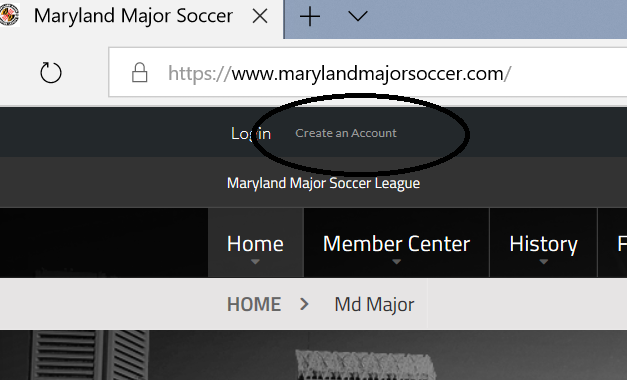 Maryland Major Soccer
https://www.marylandmajorsoccer.com/
Login Create an Account
Maryland Major Soccer League
Home Member Center History F
HOME > Md Major